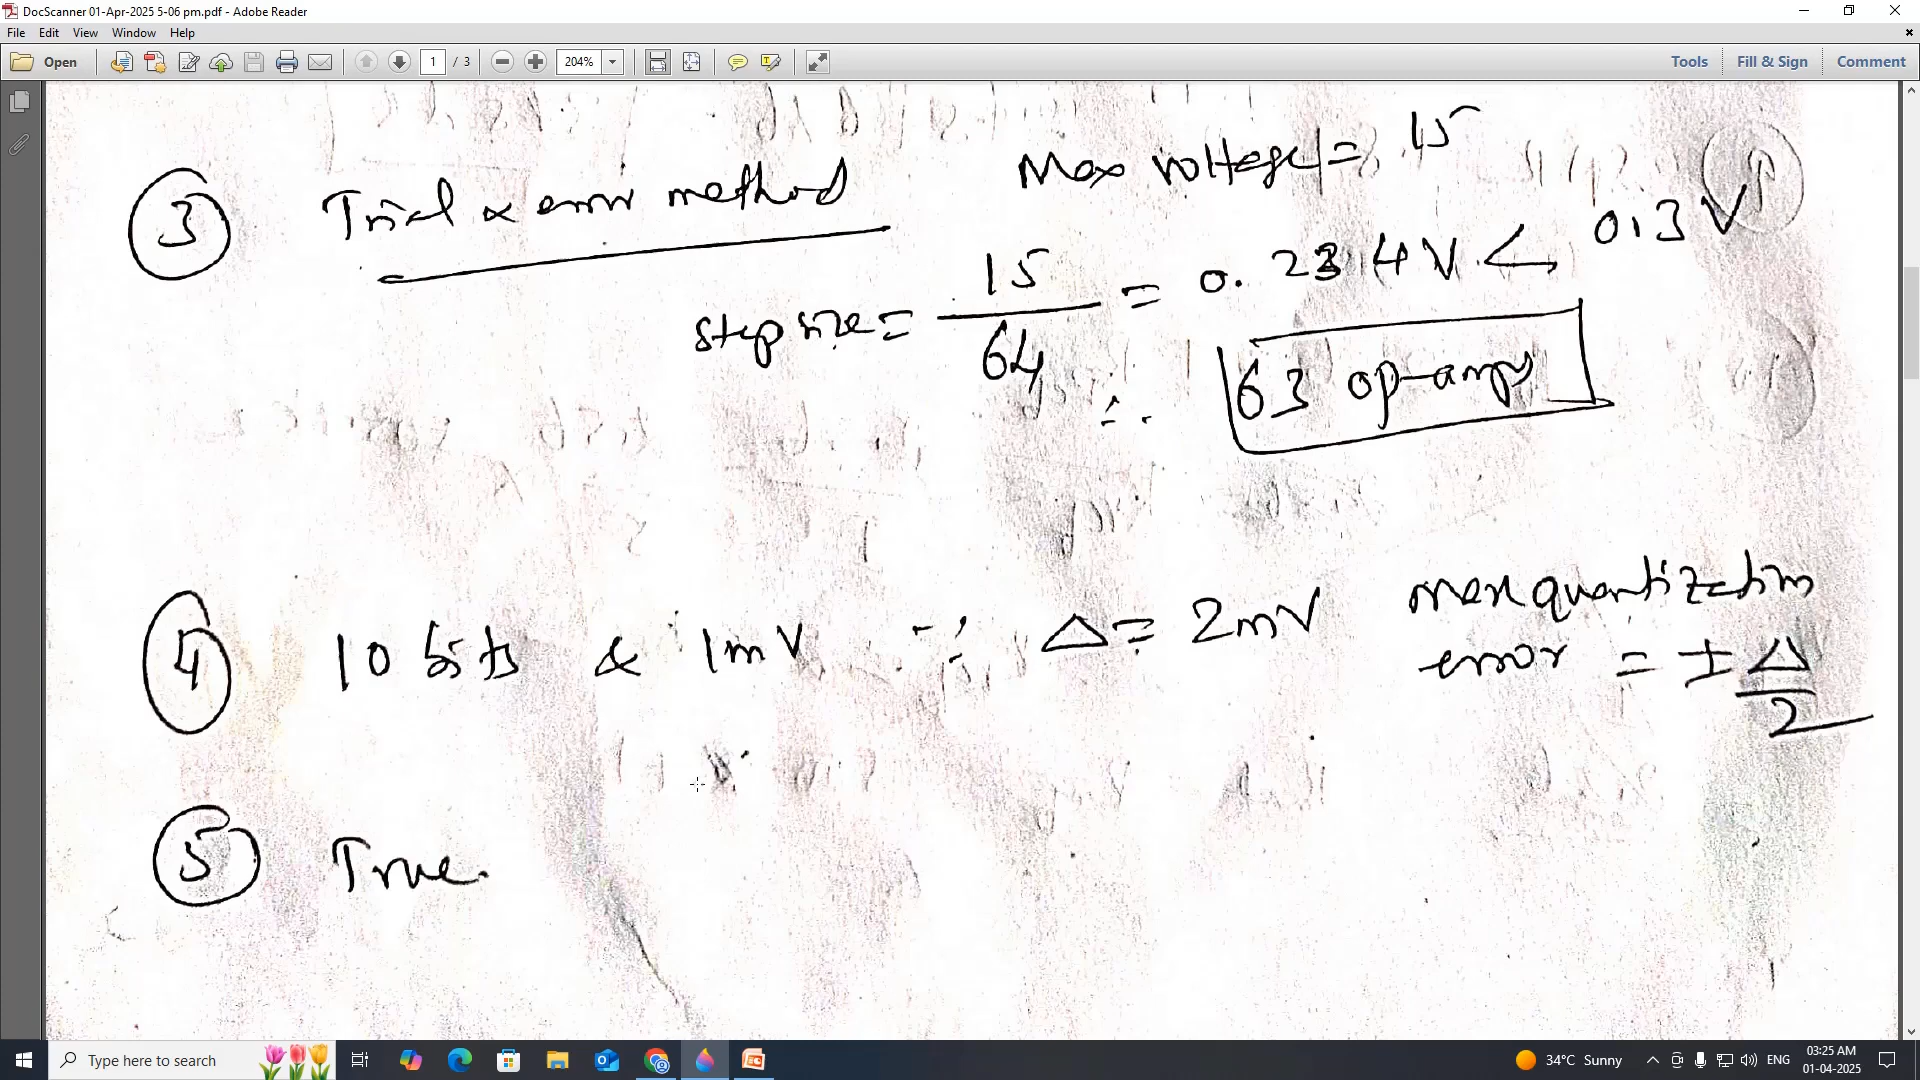 DocScanner 01-Apr-2025 5-06 pm.pdf - Adobe Reader
File Edit View Window Help
Open 1 / 3 204% Tools Fill & Sign Comment
Max voltage = 15
3 Trial & error method
step size = 15/64 = 0.234 V < 0.3 V
∴ 63 op-amps
4 10 bits & 1mV ∵ Δ = 2mV max quantization
error = ± Δ/2
5 True.
Type here to search 34°C Sunny ENG 03:25 AM
01-04-2025